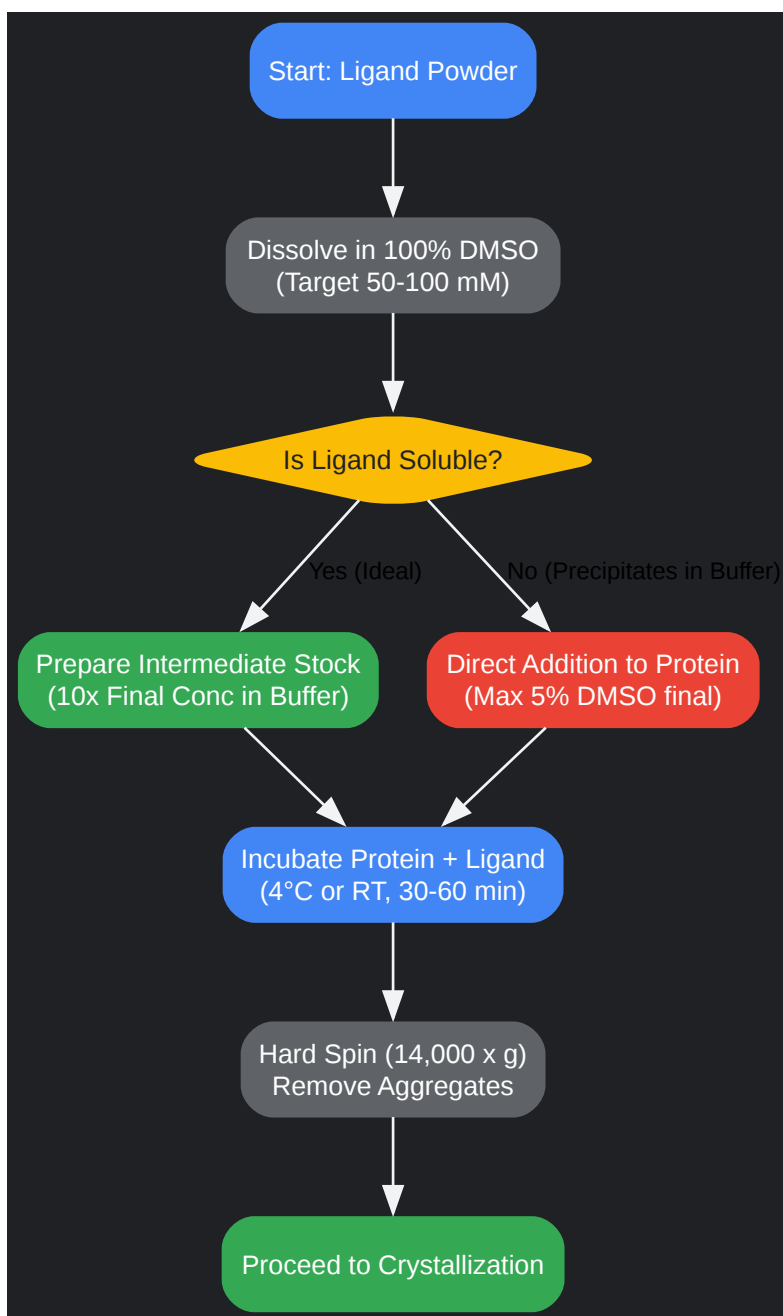 Start: Ligand Powder
Dissolve in 100% DMSO
(Target 50-100 mM)
Is Ligand Soluble?
Yes (Ideal)
No (Precipitates in Buffer)
Prepare Intermediate Stock
(10x Final Conc in Buffer)
Direct Addition to Protein
(Max 5% DMSO final)
Incubate Protein + Ligand
(4°C or RT, 30-60 min)
Hard Spin (14,000 x g)
Remove Aggregates
Proceed to Crystallization